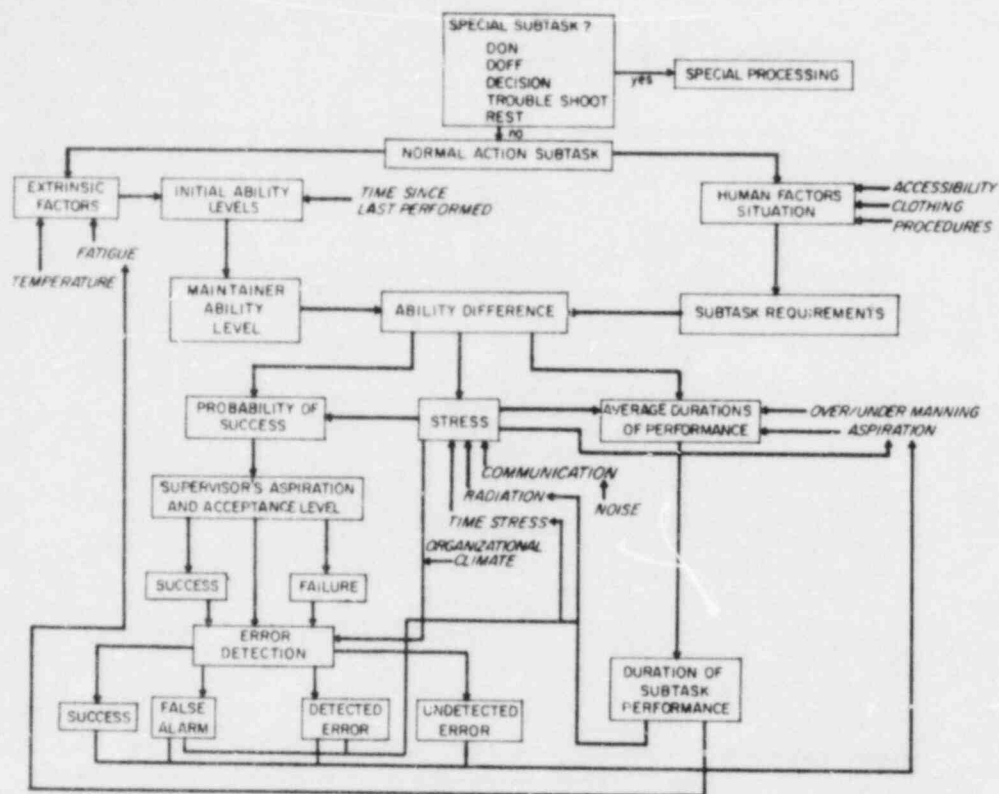 SPECIAL SUBTASK ?
DON
DOFF
DECISION
TROUBLE SHOOT
REST
yes
SPECIAL PROCESSING
no
NORMAL ACTION SUBTASK
EXTRINSIC
FACTORS
INITIAL ABILITY
LEVELS
TIME SINCE
LAST PERFORMED
HUMAN FACTORS
SITUATION
ACCESSIBILITY
CLOTHING
PROCEDURES
FATIGUE
TEMPERATURE
MAINTAINER
ABILITY
LEVEL
ABILITY DIFFERENCE
SUBTASK REQUIREMENTS
PROBABILITY OF
SUCCESS
STRESS
AVERAGE DURATIONS
OF PERFORMANCE
OVER/UNDER MANNING
ASPIRATION
COMMUNICATION
RADIATION
NOISE
TIME STRESS
SUPERVISOR'S ASPIRATION
AND ACCEPTANCE LEVEL
ORGANIZATIONAL
CLIMATE
SUCCESS
FAILURE
ERROR
DETECTION
DURATION OF
SUBTASK
PERFORMANCE
SUCCESS
FALSE
ALARM
DETECTED
ERROR
UNDETECTED
ERROR